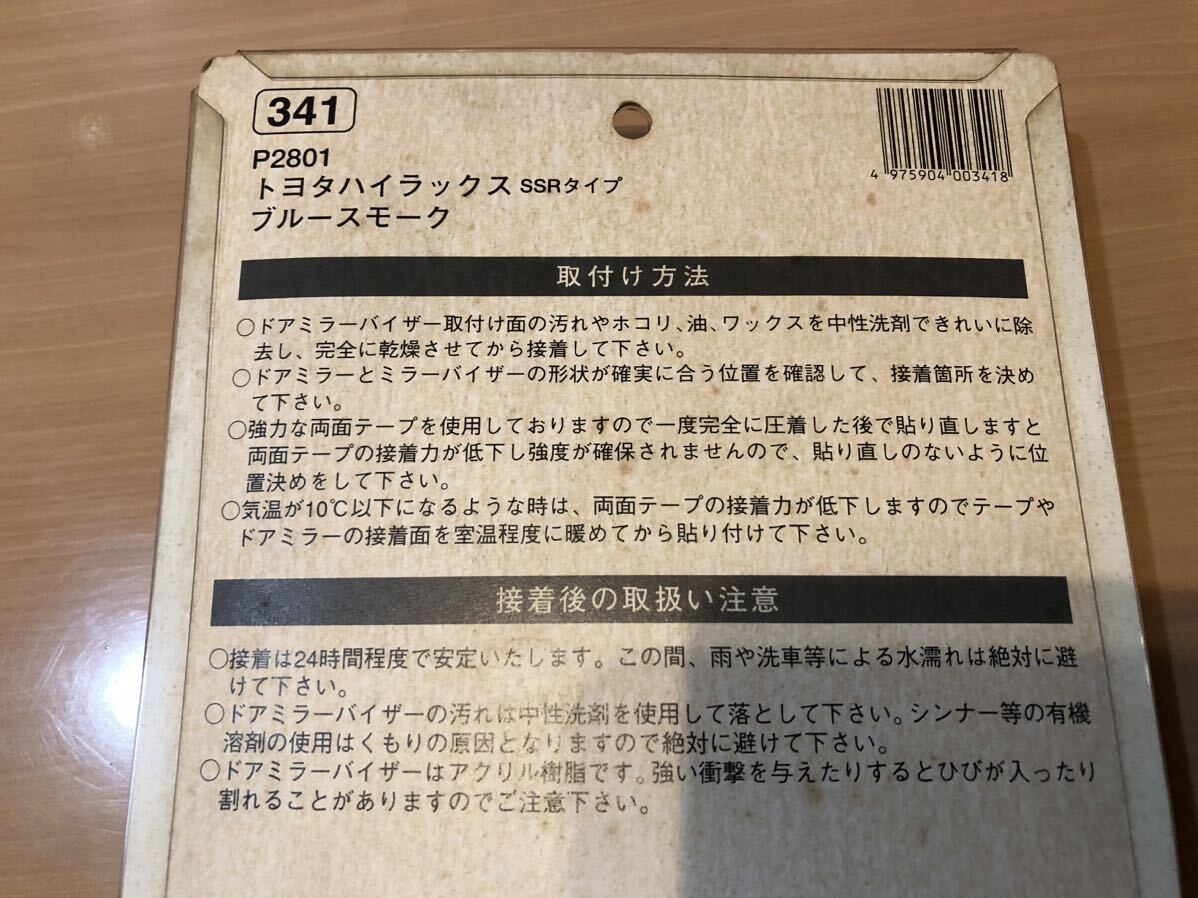 341
P2801
トヨタハイラックス SSRタイプ
ブルースモーク
4 975904 003418
取付け方法
○ドアミラーバイザー取付け面の汚れやホコリ、油、ワックスを中性洗剤できれいに除
去し、完全に乾燥させてから接着して下さい。
○ドアミラーとミラーバイザーの形状が確実に合う位置を確認して、接着箇所を決め
て下さい。
○強力な両面テープを使用しておりますので一度完全に圧着した後で貼り直しますと
両面テープの接着力が低下し強度が確保されませんので、貼り直しのないように位
置決めをして下さい。
○気温が10℃以下になるような時は、両面テープの接着力が低下しますのでテープや
ドアミラーの接着面を室温程度に暖めてから貼り付けて下さい。
接着後の取扱い注意
○接着は24時間程度で安定いたします。この間、雨や洗車等による水濡れは絶対に避
けて下さい。
○ドアミラーバイザーの汚れは中性洗剤を使用して落として下さい。シンナー等の有機
溶剤の使用はくもりの原因となりますので絶対に避けて下さい。
○ドアミラーバイザーはアクリル樹脂です。強い衝撃を与えたりするとひびが入ったり
割れることがありますのでご注意下さい。